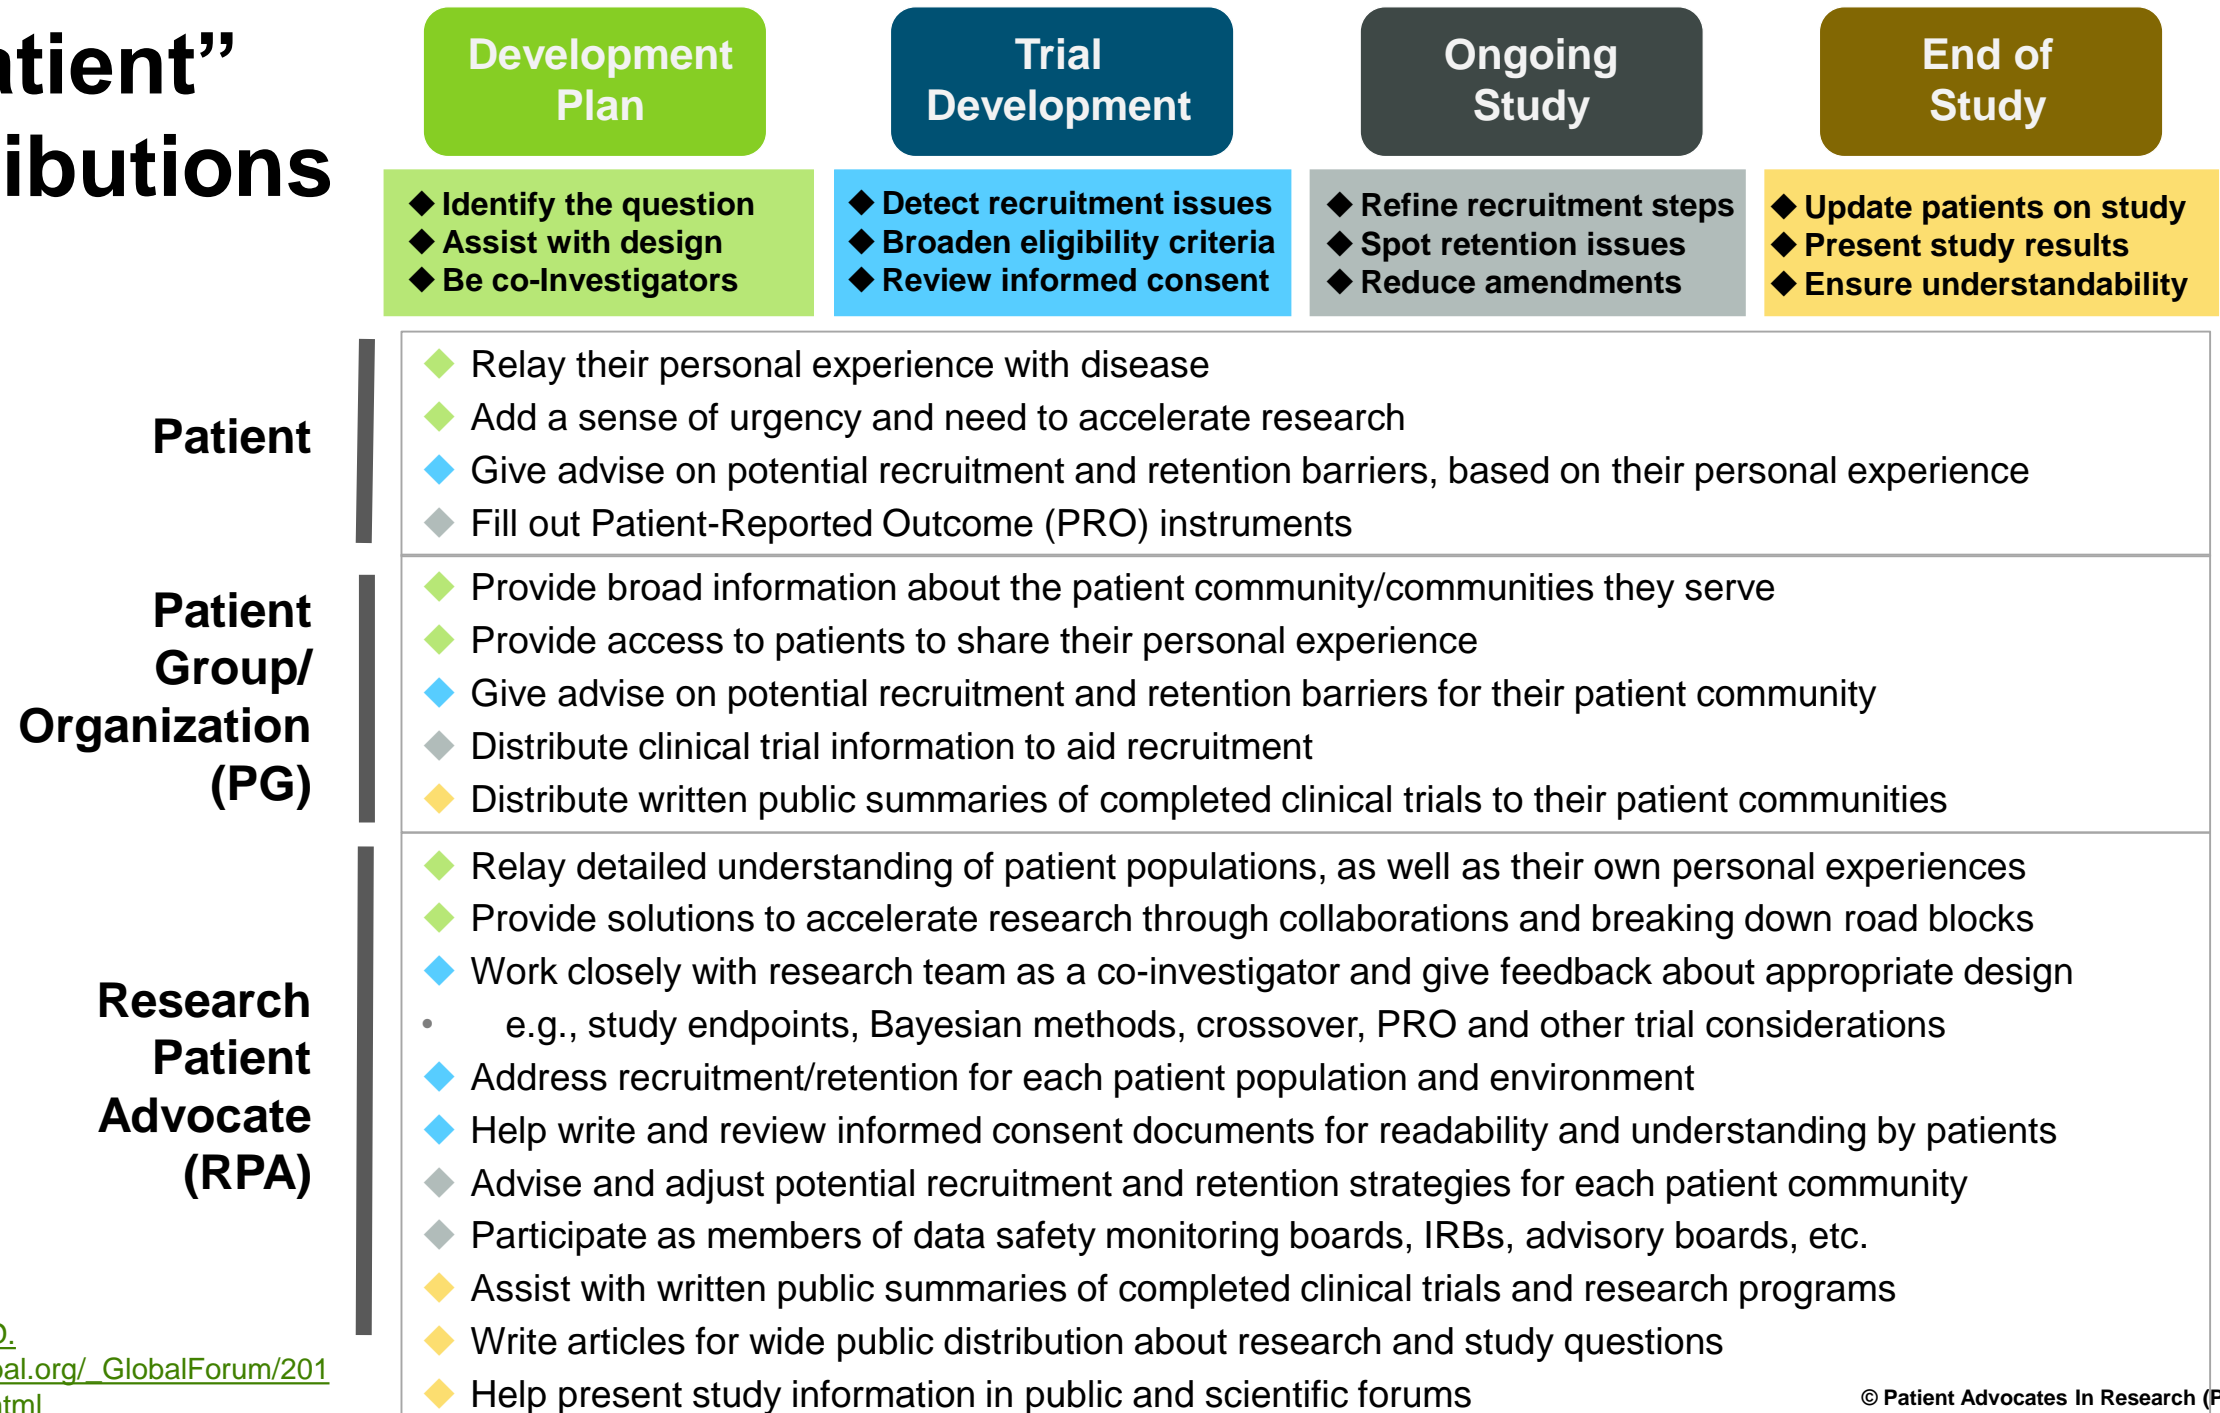 atient”
ibutions
Development
Plan
Trial
Development
Ongoing
Study
End of
Study
◆ Identify the question
◆ Assist with design
◆ Be co-Investigators
◆ Detect recruitment issues
◆ Broaden eligibility criteria
◆ Review informed consent
◆ Refine recruitment steps
◆ Spot retention issues
◆ Reduce amendments
◆ Update patients on study
◆ Present study results
◆ Ensure understandability
Patient
◆ Relay their personal experience with disease
◆ Add a sense of urgency and need to accelerate research
◆ Give advise on potential recruitment and retention barriers, based on their personal experience
◆ Fill out Patient-Reported Outcome (PRO) instruments
Patient
Group/
Organization
(PG)
◆ Provide broad information about the patient community/communities they serve
◆ Provide access to patients to share their personal experience
◆ Give advise on potential recruitment and retention barriers for their patient community
◆ Distribute clinical trial information to aid recruitment
◆ Distribute written public summaries of completed clinical trials to their patient communities
Research
Patient
Advocate
(RPA)
◆ Relay detailed understanding of patient populations, as well as their own personal experiences
◆ Provide solutions to accelerate research through collaborations and breaking down road blocks
◆ Work closely with research team as a co-investigator and give feedback about appropriate design
• e.g., study endpoints, Bayesian methods, crossover, PRO and other trial considerations
◆ Address recruitment/retention for each patient population and environment
◆ Help write and review informed consent documents for readability and understanding by patients
◆ Advise and adjust potential recruitment and retention strategies for each patient community
◆ Participate as members of data safety monitoring boards, IRBs, advisory boards, etc.
◆ Assist with written public summaries of completed clinical trials and research programs
◆ Write articles for wide public distribution about research and study questions
◆ Help present study information in public and scientific forums
bal.org/_GlobalForum/201
html
© Patient Advocates In Research (P